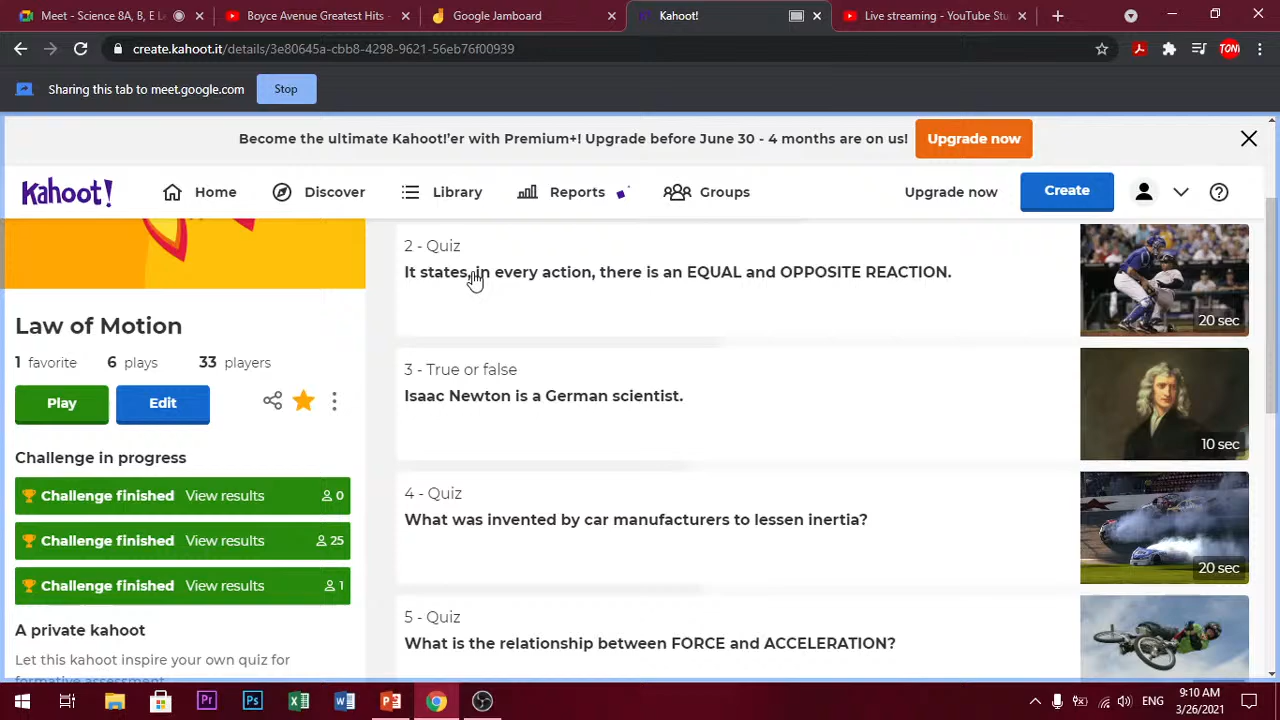 Meet - Science 8A, B, E L
Boyce Avenue Greatest Hits -
Google Jamboard
Kahoot!
Live streaming - YouTube Stu
create.kahoot.it/details/3e80645a-cbb8-4298-9621-56eb76f00939
TONI
Sharing this tab to meet.google.com
Stop
Become the ultimate Kahoot!'er with Premium+! Upgrade before June 30 - 4 months are on us!
Upgrade now
Kahoot!
Home
Discover
Library
Reports
Groups
Upgrade now
Create
Law of Motion
1 favorite 6 plays 33 players
Play
Edit
Challenge in progress
Challenge finished View results 0
Challenge finished View results 25
Challenge finished View results 1
A private kahoot
Let this kahoot inspire your own quiz for
formative assessment
2 - Quiz
It states, in every action, there is an EQUAL and OPPOSITE REACTION.
20 sec
3 - True or false
Isaac Newton is a German scientist.
10 sec
4 - Quiz
What was invented by car manufacturers to lessen inertia?
20 sec
5 - Quiz
What is the relationship between FORCE and ACCELERATION?
Pr
Ps
ENG
9:10 AM
3/26/2021